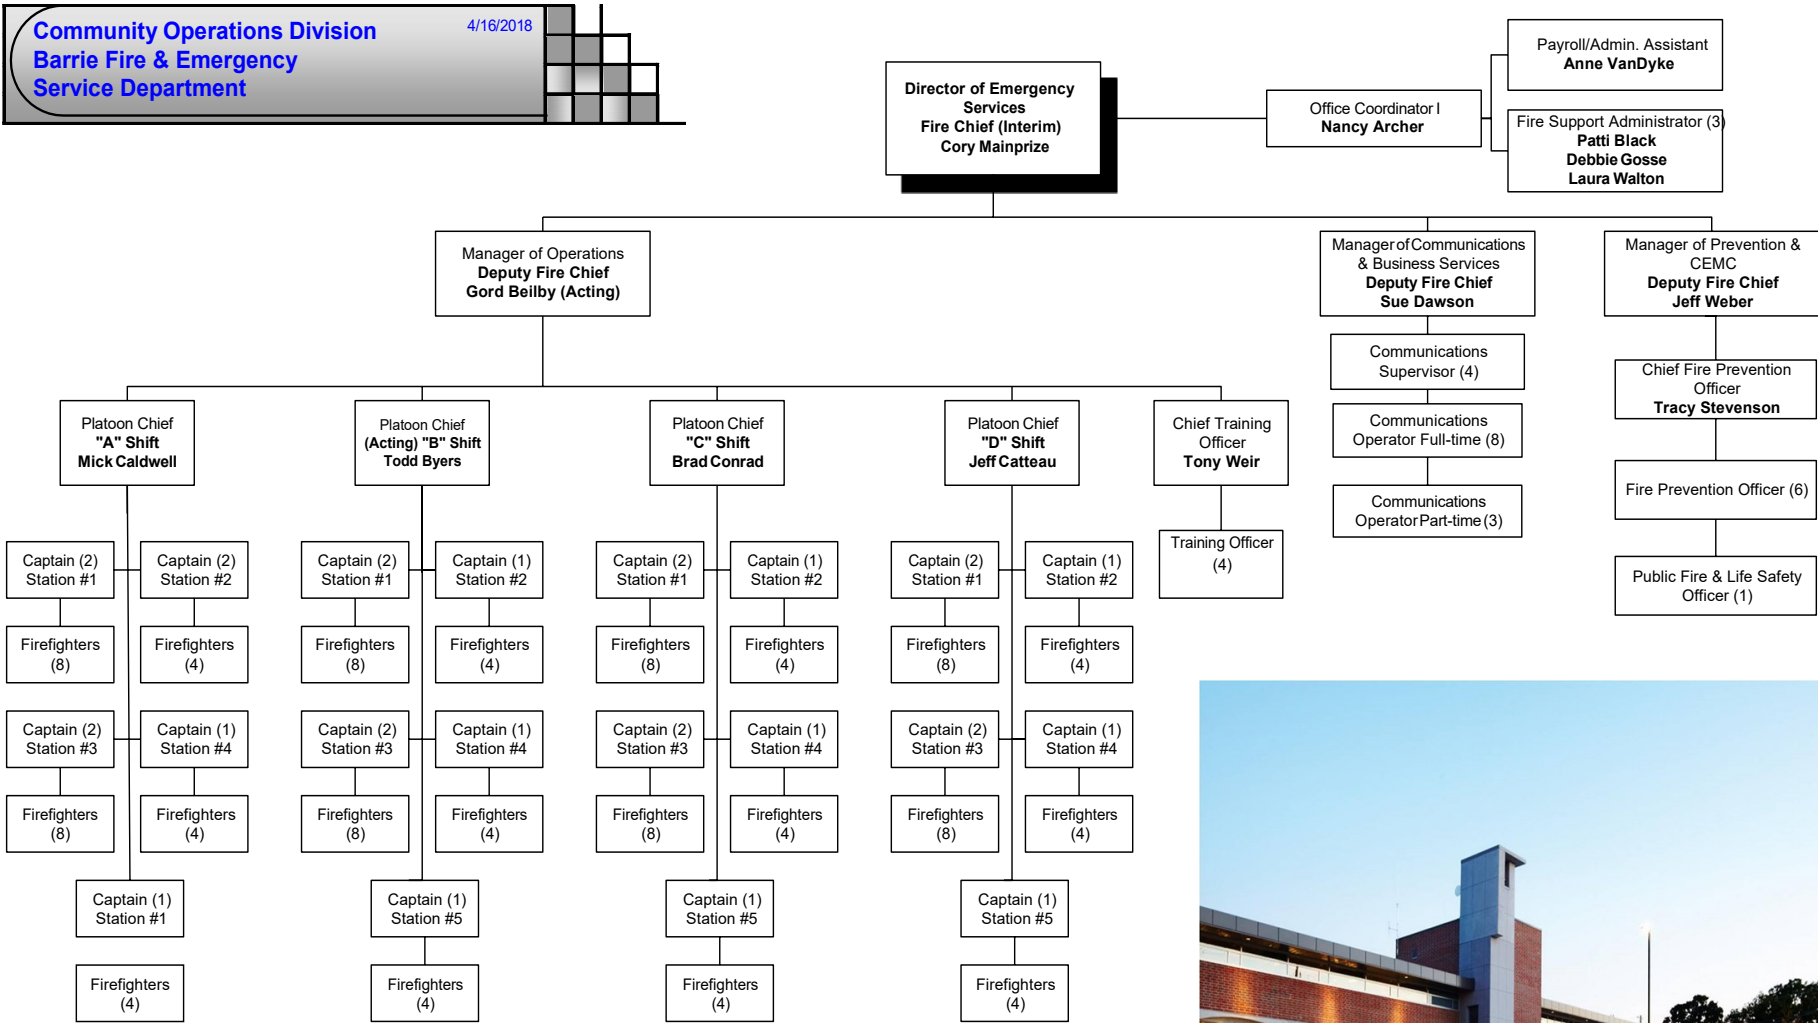 Community Operations Division
4/16/2018
Barrie Fire & Emergency
Service Department
Director of Emergency
Services
Fire Chief (Interim)
Cory Mainprize
Office Coordinator I
Nancy Archer
Payroll/Admin. Assistant
Anne VanDyke
Fire Support Administrator (3)
Patti Black
Debbie Gosse
Laura Walton
Manager of Operations
Deputy Fire Chief
Gord Beilby (Acting)
Manager of Communications
& Business Services
Deputy Fire Chief
Sue Dawson
Manager of Prevention &
CEMC
Deputy Fire Chief
Jeff Weber
Communications
Supervisor (4)
Communications
Operator Full-time (8)
Communications
Operator Part-time (3)
Chief Fire Prevention
Officer
Tracy Stevenson
Fire Prevention Officer (6)
Public Fire & Life Safety
Officer (1)
Platoon Chief
"A" Shift
Mick Caldwell
Platoon Chief
(Acting) "B" Shift
Todd Byers
Platoon Chief
"C" Shift
Brad Conrad
Platoon Chief
"D" Shift
Jeff Catteau
Chief Training
Officer
Tony Weir
Training Officer
(4)
Captain (2)
Station #1
Captain (2)
Station #2
Firefighters
(8)
Firefighters
(4)
Captain (2)
Station #3
Captain (1)
Station #4
Firefighters
(8)
Firefighters
(4)
Captain (1)
Station #1
Firefighters
(4)
Captain (2)
Station #1
Captain (1)
Station #2
Firefighters
(8)
Firefighters
(4)
Captain (2)
Station #3
Captain (1)
Station #4
Firefighters
(8)
Firefighters
(4)
Captain (1)
Station #5
Firefighters
(4)
Captain (2)
Station #1
Captain (1)
Station #2
Firefighters
(8)
Firefighters
(4)
Captain (2)
Station #3
Captain (1)
Station #4
Firefighters
(8)
Firefighters
(4)
Captain (1)
Station #5
Firefighters
(4)
Captain (2)
Station #1
Captain (1)
Station #2
Firefighters
(8)
Firefighters
(4)
Captain (2)
Station #3
Captain (1)
Station #4
Firefighters
(8)
Firefighters
(4)
Captain (1)
Station #5
Firefighters
(4)